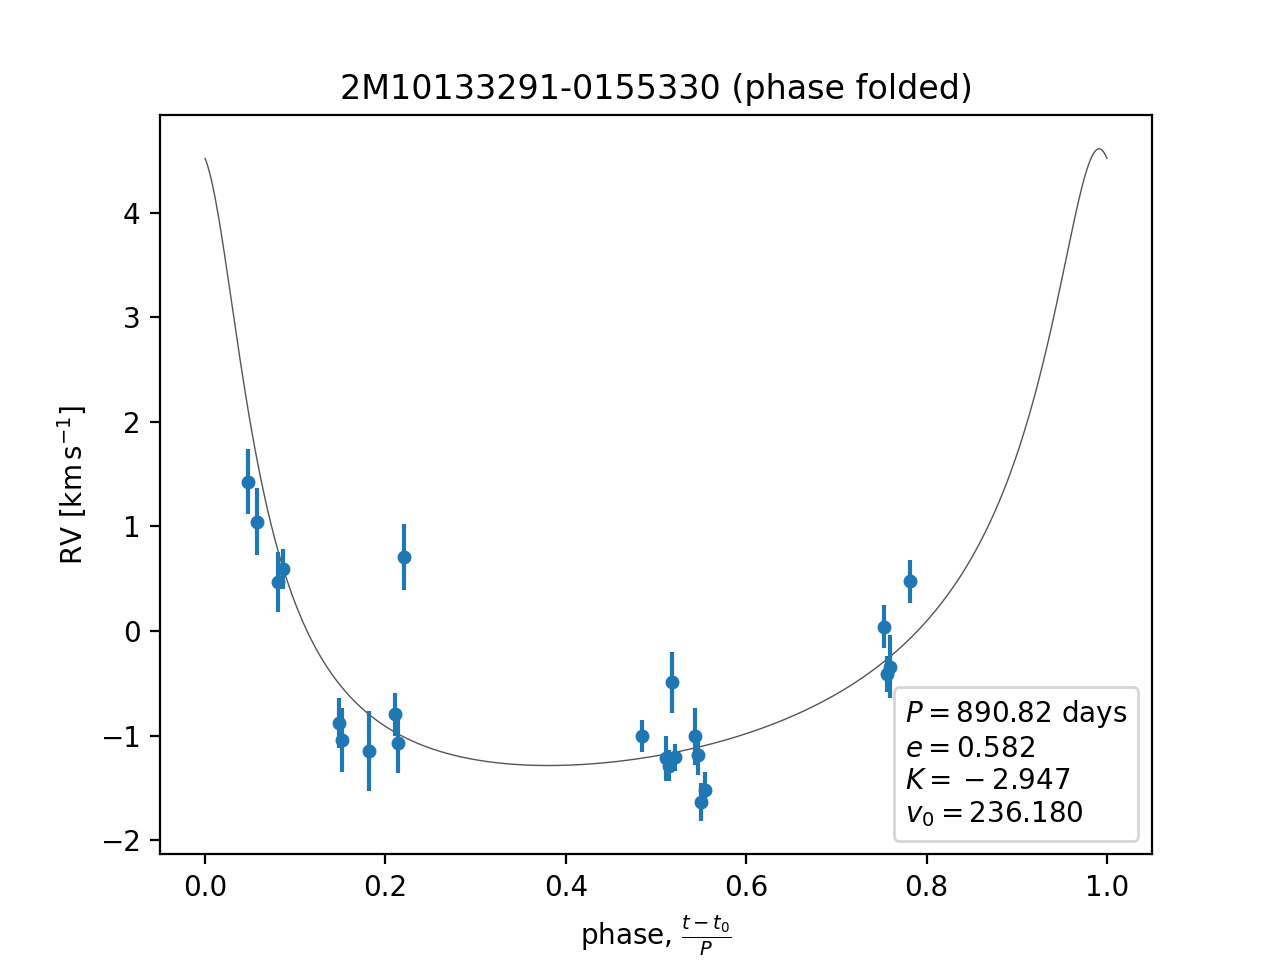 2M10133291-0155330 (phase folded)
4
3
2
1
0
−1
−2
RV [km s⁻¹]
P = 890.82 days
e = 0.582
K = −2.947
v₀ = 236.180
0.0 0.2 0.4 0.6 0.8 1.0
phase, (t − t₀)/P